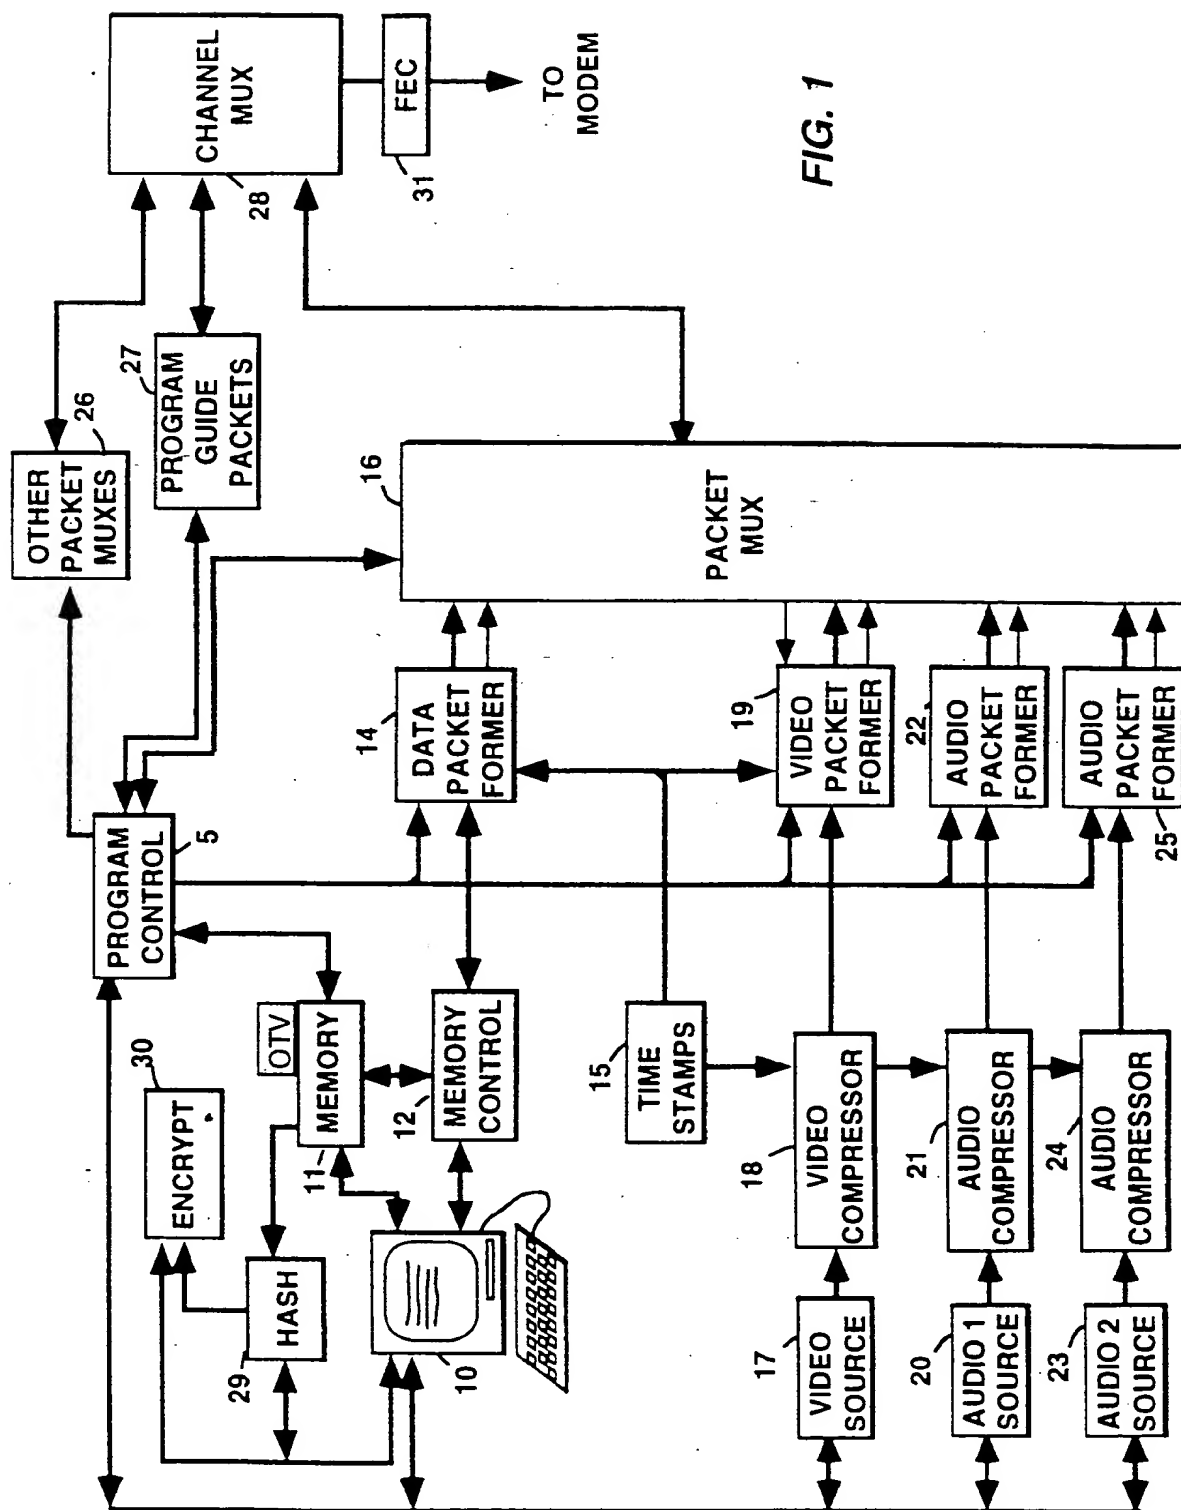 OTHER
PACKET
MUXES
26
PROGRAM
GUIDE
PACKETS
27
CHANNEL
MUX
28
FEC
31
TO
MODEM
FIG. 1
PROGRAM
CONTROL
5
ENCRYPT
30
HASH
29
OTV
MEMORY
11
MEMORY
CONTROL
12
10
DATA
PACKET
FORMER
14
TIME
STAMPS
15
PACKET
MUX
16
VIDEO
SOURCE
17
VIDEO
COMPRESSOR
18
VIDEO
PACKET
FORMER
19
AUDIO 1
SOURCE
20
AUDIO
COMPRESSOR
21
AUDIO
PACKET
FORMER
22
AUDIO 2
SOURCE
23
AUDIO
COMPRESSOR
24
AUDIO
PACKET
FORMER
25